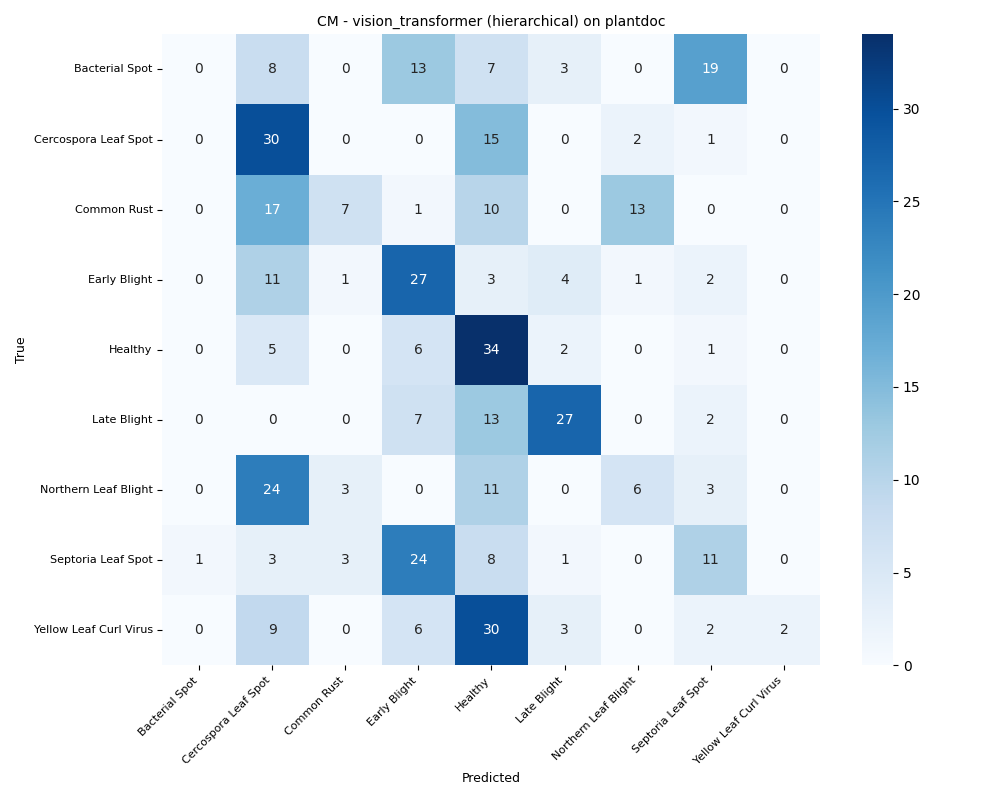 CM - vision_transformer (hierarchical) on plantdoc
True
Bacterial Spot 0 8 0 13 7 3 0 19 0
Cercospora Leaf Spot 0 30 0 0 15 0 2 1 0
Common Rust 0 17 7 1 10 0 13 0 0
Early Blight 0 11 1 27 3 4 1 2 0
Healthy 0 5 0 6 34 2 0 1 0
Late Blight 0 0 0 7 13 27 0 2 0
Northern Leaf Blight 0 24 3 0 11 0 6 3 0
Septoria Leaf Spot 1 3 3 24 8 1 0 11 0
Yellow Leaf Curl Virus 0 9 0 6 30 3 0 2 2
Bacterial Spot
Cercospora Leaf Spot
Common Rust
Early Blight
Healthy
Late Blight
Northern Leaf Blight
Septoria Leaf Spot
Yellow Leaf Curl Virus
Predicted
30
25
20
15
10
5
0